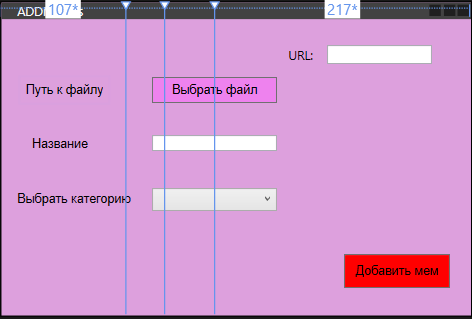 107*
217*
URL:
Путь к файлу
Выбрать файл
Название
Выбрать категорию
Добавить мем